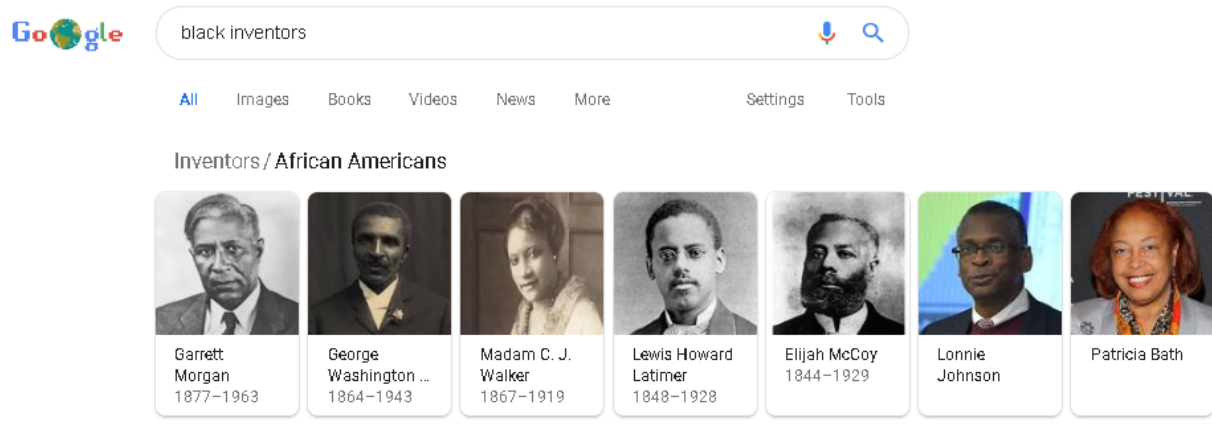 Google
black inventors
All Images Books Videos News More Settings Tools
Inventors / African Americans
Garrett
Morgan
1877–1963
George
Washington ...
1864–1943
Madam C. J.
Walker
1867–1919
Lewis Howard
Latimer
1848–1928
Elijah McCoy
1844–1929
Lonnie
Johnson
FESTIVAL
Patricia Bath